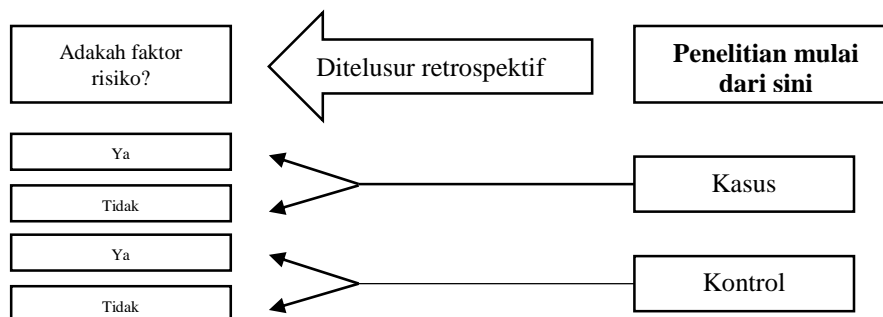 Adakah faktor
risiko?
Ditelusur retrospektif
Penelitian mulai
dari sini
Ya
Tidak
Kasus
Ya
Tidak
Kontrol